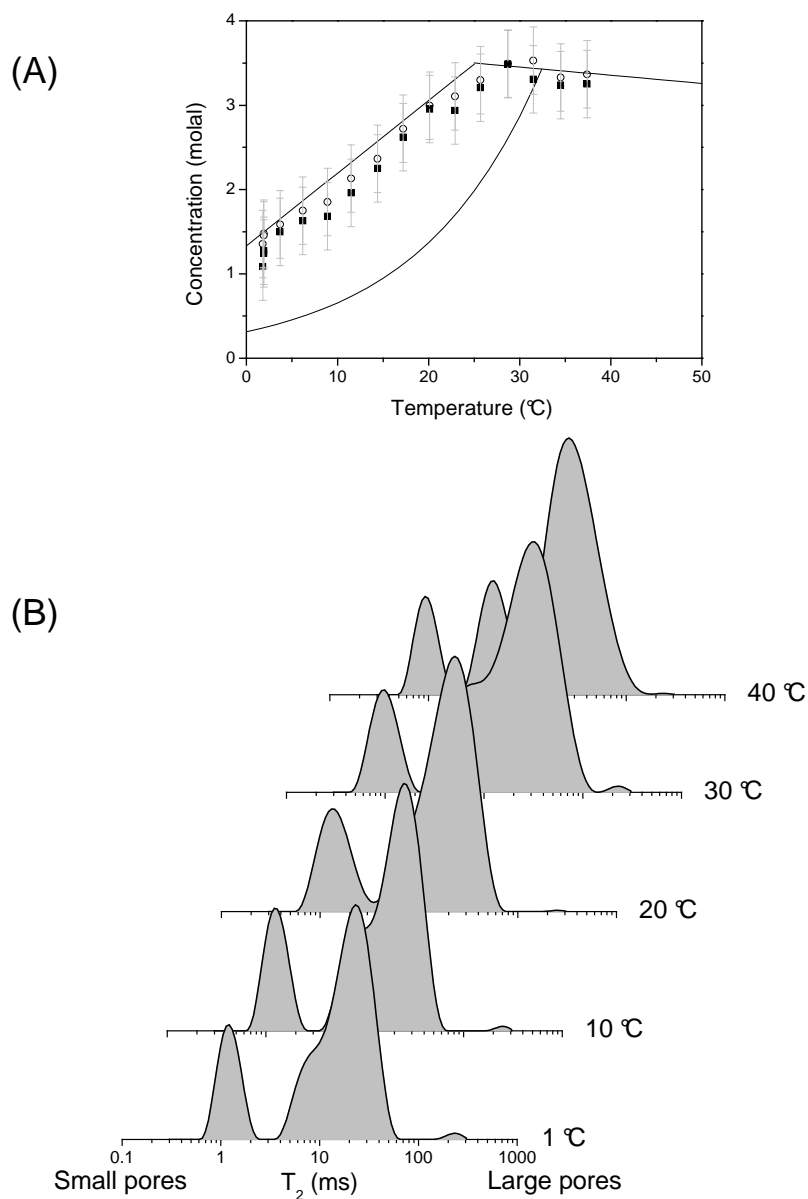 (A)
Concentration (molal)
4
3
2
1
0
0 10 20 30 40 50
Temperature (°C)
(B)
40 °C
30 °C
20 °C
10 °C
1 °C
0.1 1 10 100 1000
Small pores T2 (ms) Large pores